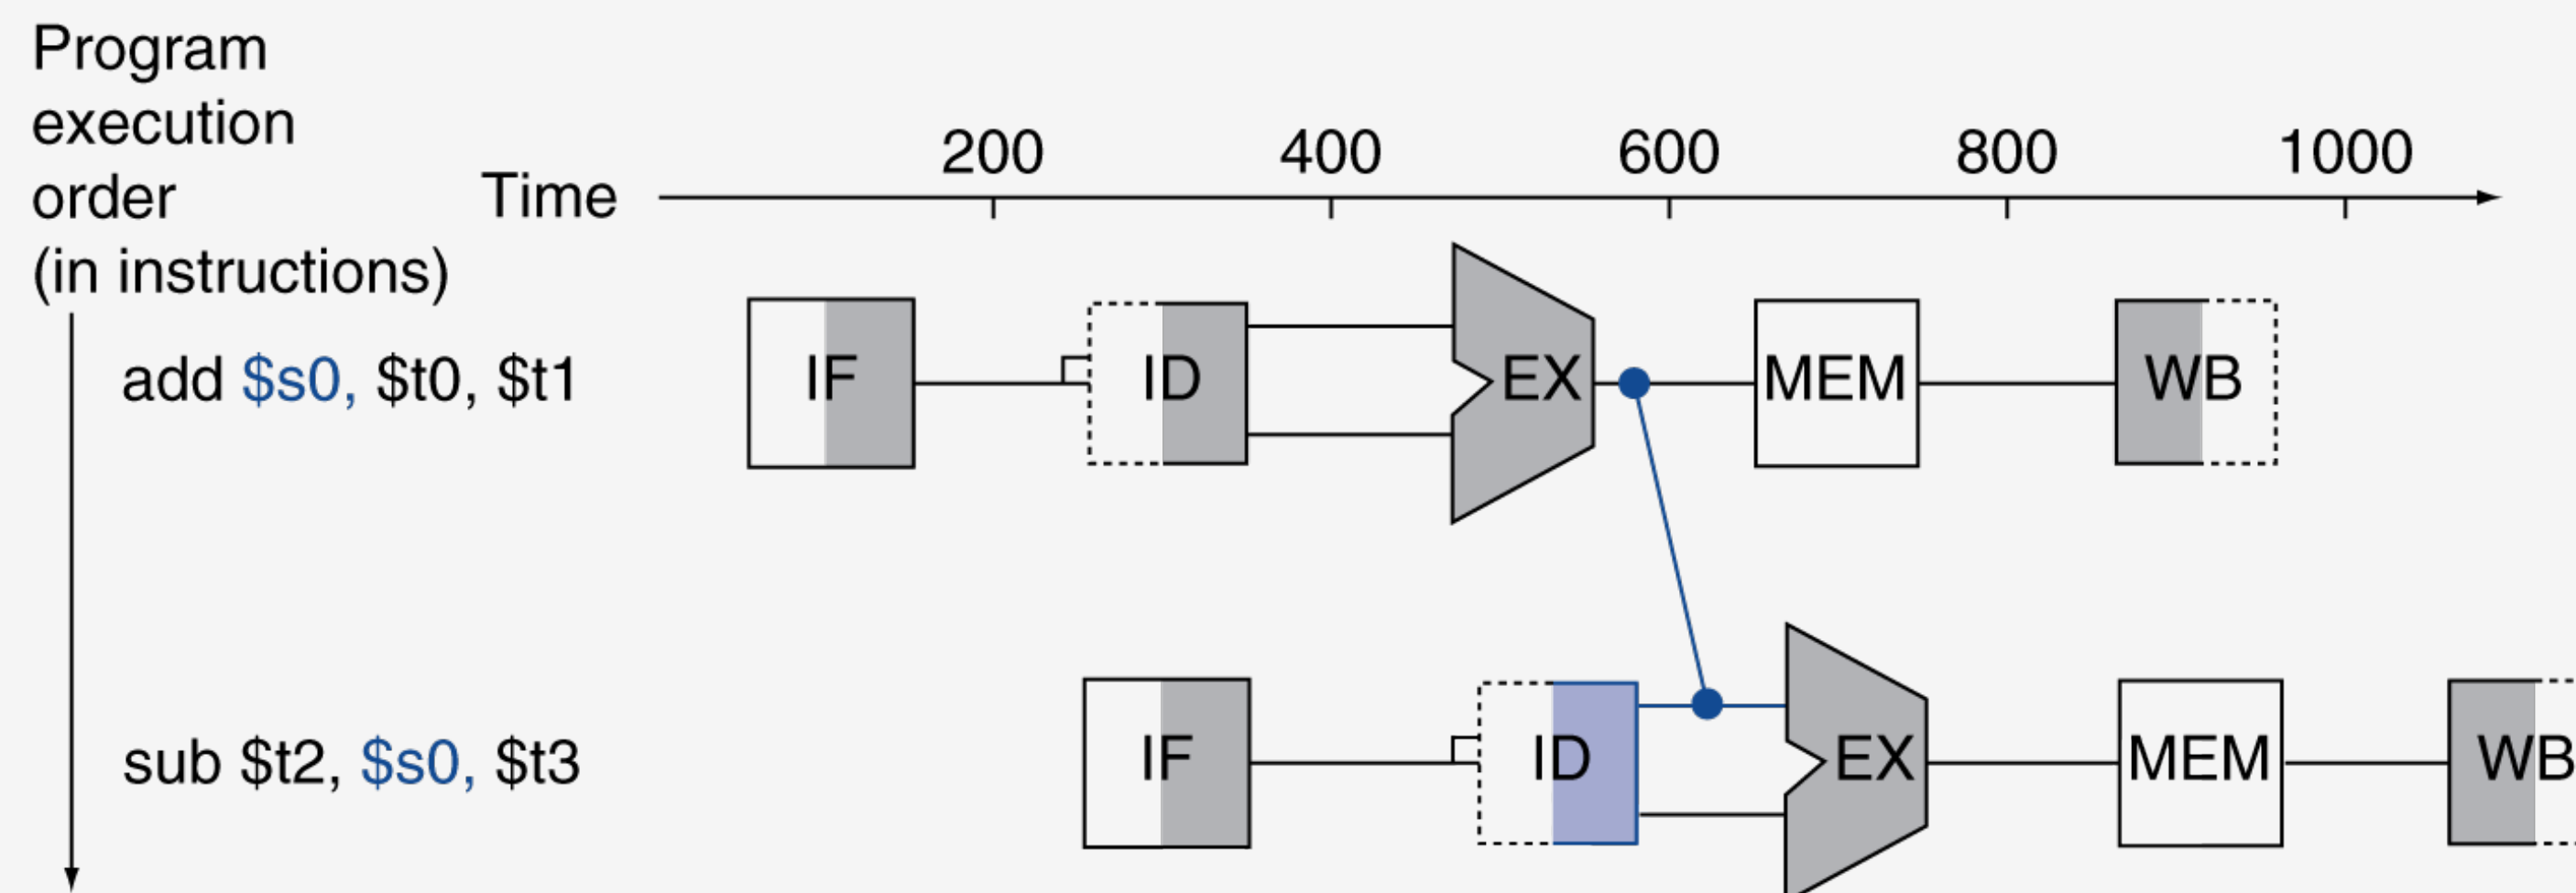 Program
execution
order
(in instructions)
Time
200 400 600 800 1000
add $s0, $t0, $t1
IF ID EX MEM WB
sub $t2, $s0, $t3
IF ID EX MEM WB